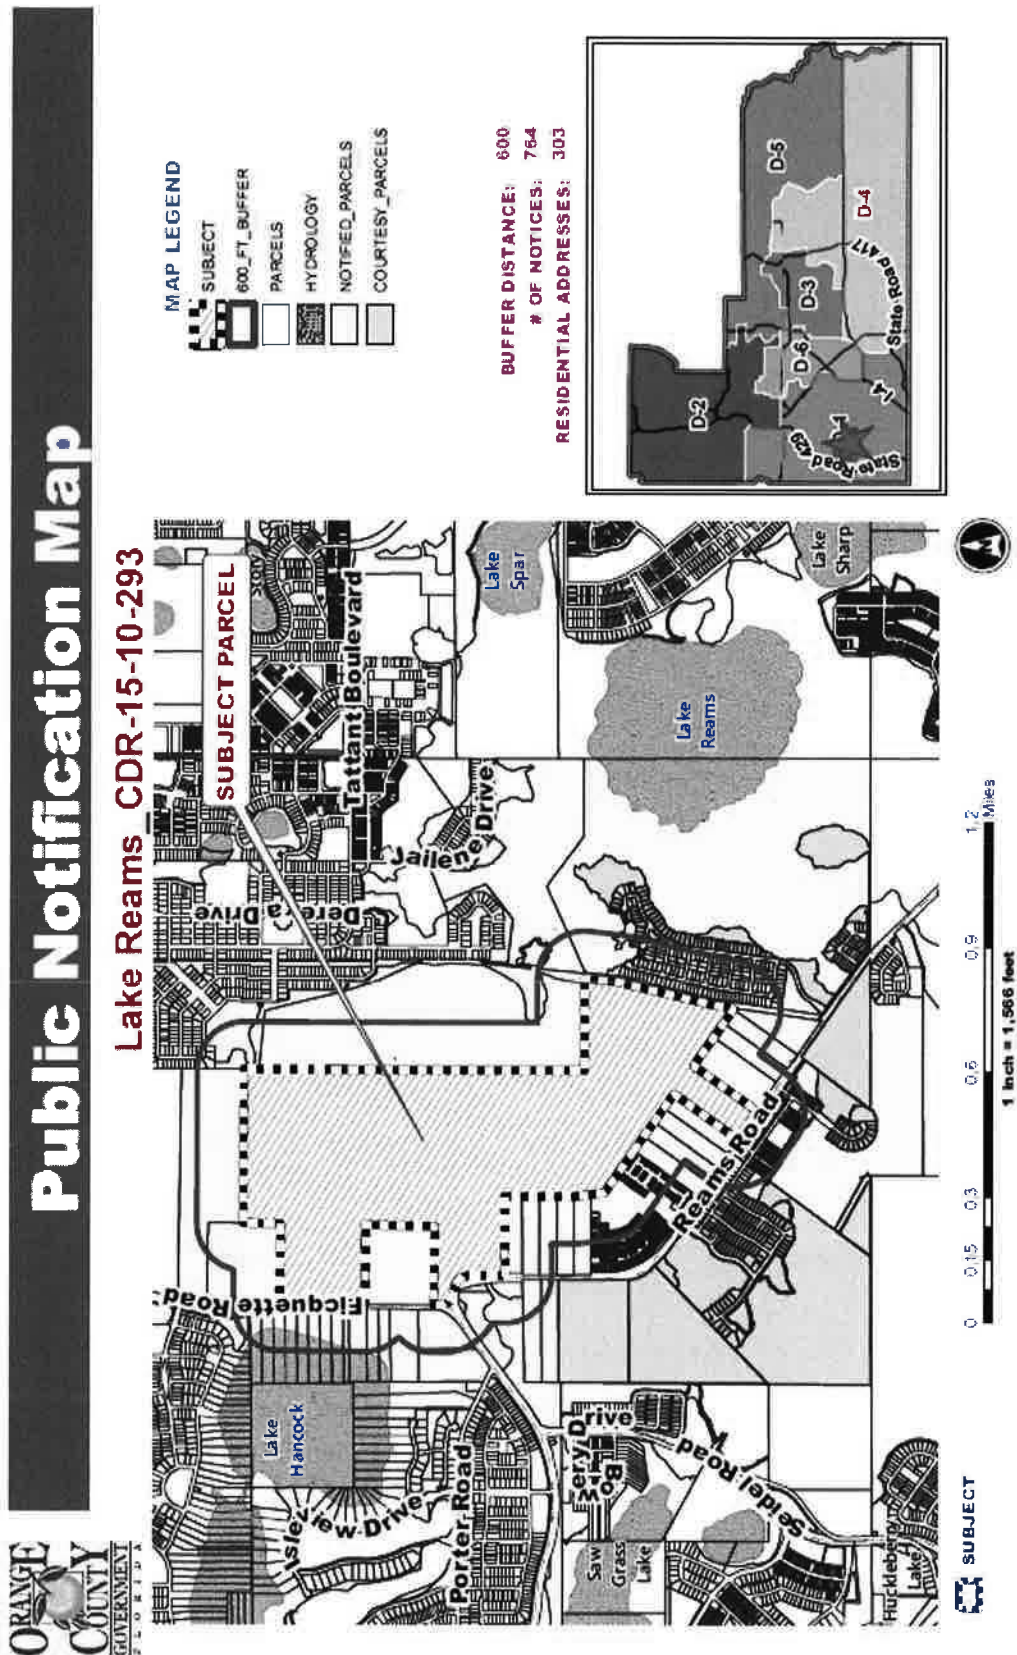 ORANGE
COUNTY
GOVERNMENT
FLORIDA
Public Notification Map
Lake Reams_CDR-15-10-293
SUBJECT PARCEL
Tattant Boulevard
Jailene Drive
Ficquette
Road
Lake
Hancock
Porter Road
Drive
Seidel Road
Reams Road
Lake
Reams
Lake
Spar
Lake
Sharp
Saw
Grass
Lake
Lake
MAP LEGEND
SUBJECT
600_FT_BUFFER
PARCELS
HYDROLOGY
NOTIFIED_PARCELS
COURTESY_PARCELS
BUFFER DISTANCE: 600
# OF NOTICES: 764
RESIDENTIAL ADDRESSES: 303
D-2
D-5
D-3
D-6
D-4
State Road 429
State Road 417
I-4
SUBJECT
0 0.15 0.3 0.6 0.9 1.2
Miles
1 inch = 1,566 feet